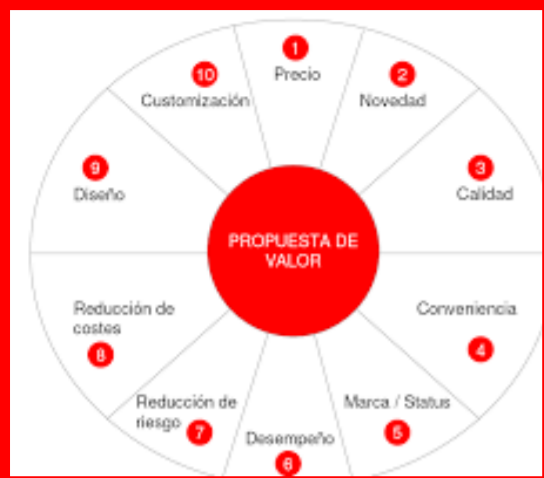 1
Precio
2
Novedad
3
Calidad
Conveniencia
4
Marca / Status
5
Desempeño
6
Reducción de
riesgo
7
Reducción de
costes
8
9
Diseño
10
Customización
PROPUESTA DE
VALOR